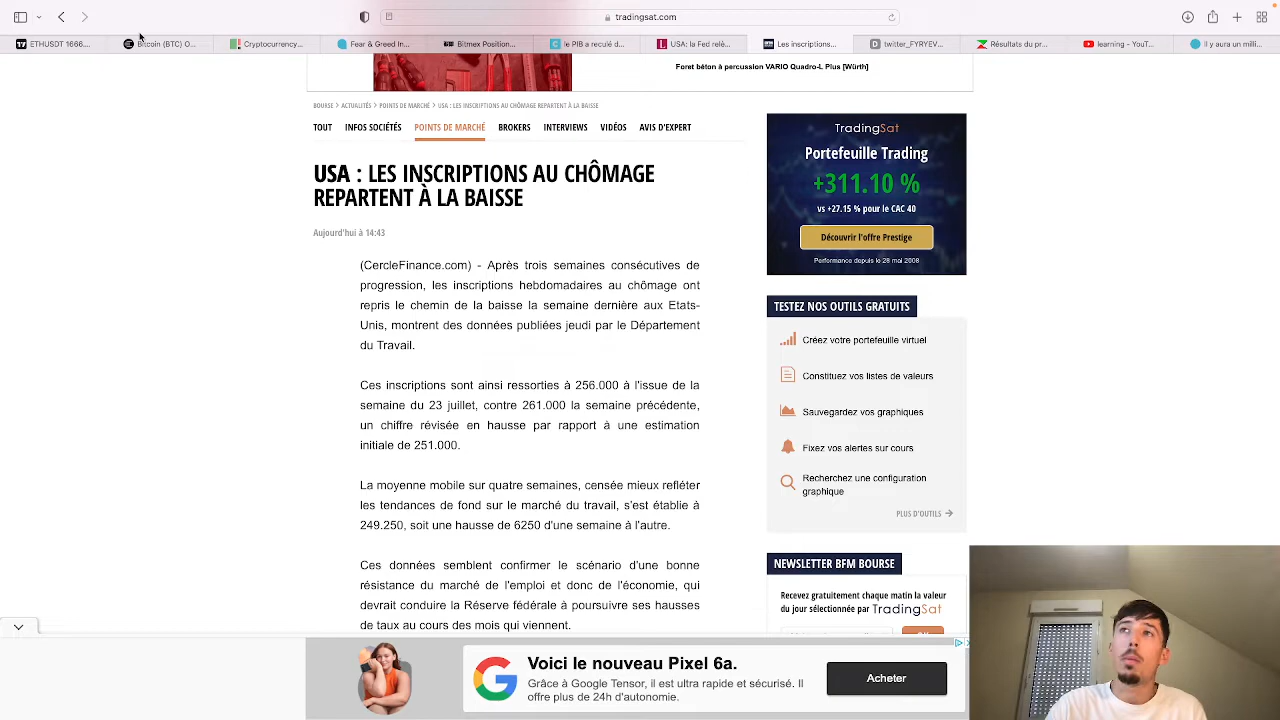 tradingsat.com
ETHUSDT 1666....
Bitcoin (BTC) O...
Cryptocurrency...
Fear & Greed In...
Bitmex Position...
le PIB a reculé d...
USA: la Fed relè...
Les inscriptions...
twitter_FYRYEV...
Résultats du pr...
learning - YouT...
Il y aura un milli...
Foret béton à percussion VARIO Quadro-L Plus [Würth]
BOURSE > ACTUALITÉS > POINTS DE MARCHÉ > USA : LES INSCRIPTIONS AU CHÔMAGE REPARTENT À LA BAISSE
TOUT INFOS SOCIÉTÉS POINTS DE MARCHÉ BROKERS INTERVIEWS VIDÉOS AVIS D'EXPERT
USA : LES INSCRIPTIONS AU CHÔMAGE
REPARTENT À LA BAISSE
Aujourd'hui à 14:43
(CercleFinance.com) - Après trois semaines consécutives de
progression, les inscriptions hebdomadaires au chômage ont
repris le chemin de la baisse la semaine dernière aux Etats-
Unis, montrent des données publiées jeudi par le Département
du Travail.
Ces inscriptions sont ainsi ressorties à 256.000 à l'issue de la
semaine du 23 juillet, contre 261.000 la semaine précédente,
un chiffre révisée en hausse par rapport à une estimation
initiale de 251.000.
La moyenne mobile sur quatre semaines, censée mieux refléter
les tendances de fond sur le marché du travail, s'est établie à
249.250, soit une hausse de 6250 d'une semaine à l'autre.
Ces données semblent confirmer le scénario d'une bonne
résistance du marché de l'emploi et donc de l'économie, qui
devrait conduire la Réserve fédérale à poursuivre ses hausses
de taux au cours des mois qui viennent.
TradingSat
Portefeuille Trading
+311.10 %
vs +27.15 % pour le CAC 40
Découvrir l'offre Prestige
Performance depuis le 28 mai 2008
TESTEZ NOS OUTILS GRATUITS
Créez votre portefeuille virtuel
Constituez vos listes de valeurs
Sauvegardez vos graphiques
Fixez vos alertes sur cours
Recherchez une configuration
graphique
PLUS D'OUTILS
NEWSLETTER BFM BOURSE
Recevez gratuitement chaque matin la valeur
du jour sélectionnée par TradingSat
Voici le nouveau Pixel 6a.
Grâce à Google Tensor, il est ultra rapide et sécurisé. Il
offre plus de 24h d'autonomie.
Acheter